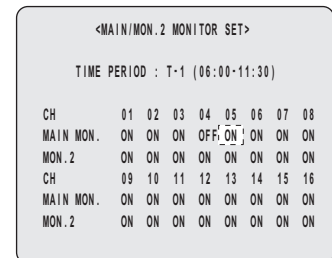 <MAIN/MON.2 MONITOR SET>
TIME PERIOD : T-1 (06:00-11:30)
CH 01 02 03 04 05 06 07 08
MAIN MON. ON ON ON OFF ON ON ON ON
MON.2 ON ON ON ON ON ON ON ON
CH 09 10 11 12 13 14 15 16
MAIN MON. ON ON ON ON ON ON ON ON
MON.2 ON ON ON ON ON ON ON ON